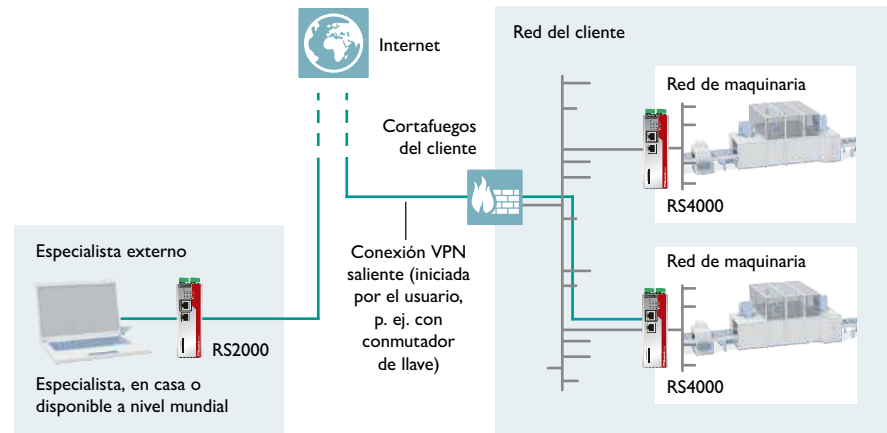 Internet
Red del cliente
Cortafuegos
del cliente
Red de maquinaria
RS4000
Especialista externo
RS2000
Especialista, en casa o
disponible a nivel mundial
Conexión VPN
saliente (iniciada
por el usuario,
p. ej. con
conmutador
de llave)
Red de maquinaria
RS4000